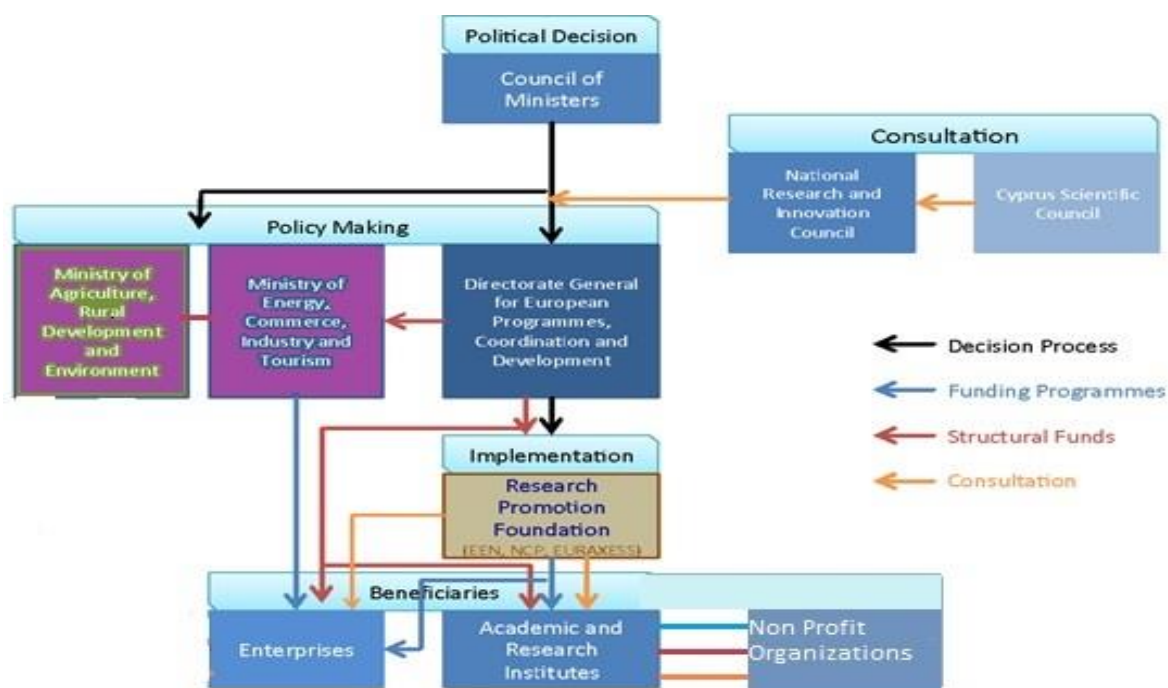 Political Decision
Council of
Ministers
Consultation
National
Research and
Innovation
Council
Cyprus Scientific
Council
Policy Making
Ministry of
Agriculture,
Rural
Development
and
Environment
Ministry of
Energy,
Commerce,
Industry and
Tourism
Directorate General
for European
Programmes,
Coordination and
Development
Decision Process
Funding Programmes
Structural Funds
Consultation
Implementation
Research
Promotion
Foundation
(EEN, NCP, EURAXESS)
Beneficiaries
Enterprises
Academic and
Research
Institutes
Non Profit
Organizations